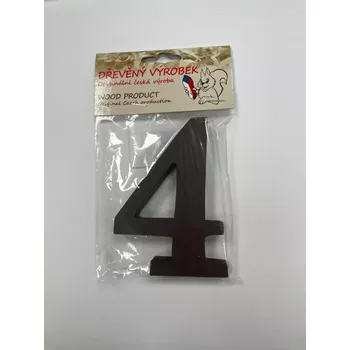 DŘEVĚNÝ VÝROBEK
Originální česká výroba
WOOD PRODUCT
Original Czech production
4